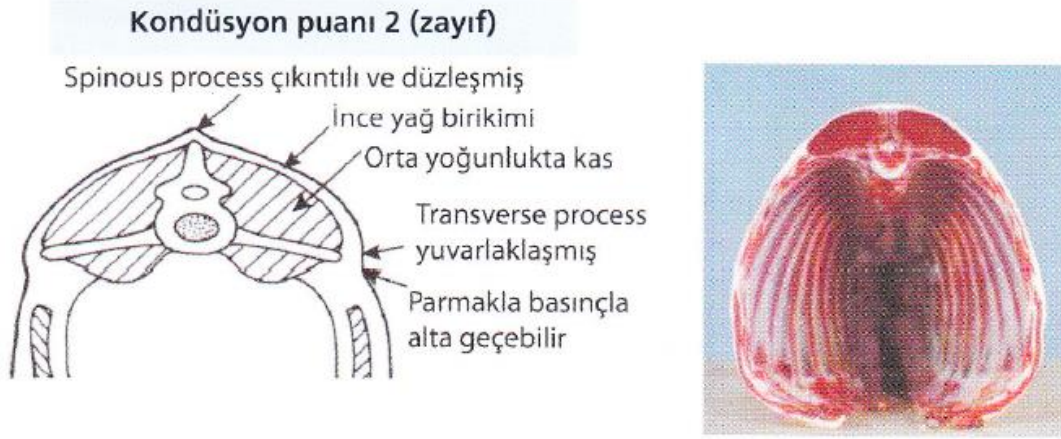 Kondüsyon puanı 2 (zayıf)
Spinous process çıkıntılı ve düzleşmiş
İnce yağ birikimi
Orta yoğunlukta kas
Transverse process
yuvarlaklaşmış
Parmakla basınçla
alta geçebilir